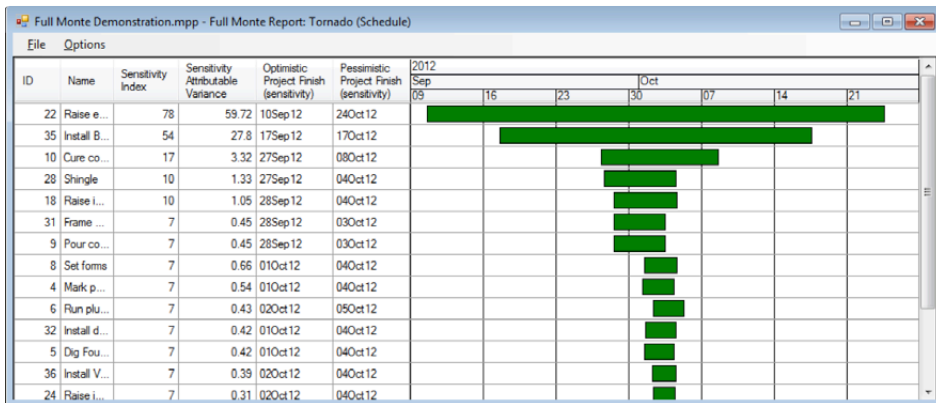 Full Monte Demonstration.mpp - Full Monte Report: Tornado (Schedule)
File Options
ID Name Sensitivity Index Sensitivity Attributable Variance Optimistic Project Finish (sensitivity) Pessimistic Project Finish (sensitivity)
2012
Sep Oct
09 16 23 30 07 14 21
22 Raise e... 78 59.72 10Sep12 24Oct12
35 Install B... 54 27.8 17Sep12 17Oct12
10 Cure co... 17 3.32 27Sep12 08Oct12
28 Shingle 10 1.33 27Sep12 04Oct12
18 Raise i... 10 1.05 28Sep12 04Oct12
31 Frame ... 7 0.45 28Sep12 03Oct12
9 Pour co... 7 0.45 28Sep12 03Oct12
8 Set forms 7 0.66 01Oct12 04Oct12
4 Mark p... 7 0.54 01Oct12 04Oct12
6 Run plu... 7 0.43 02Oct12 05Oct12
32 Install d... 7 0.42 01Oct12 04Oct12
5 Dig Fou... 7 0.42 01Oct12 04Oct12
36 Install V... 7 0.39 02Oct12 04Oct12
24 Raise i... 7 0.31 02Oct12 04Oct12